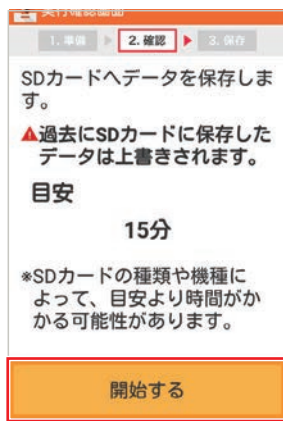 実行確認画面
1. 準備
2. 確認
3. 保存
SDカードへデータを保存しま
す。
過去にSDカードに保存した
データは上書きされます。
目安
15分
※SDカードの種類や機種に
よって、目安より時間がか
かる可能性があります。
開始する